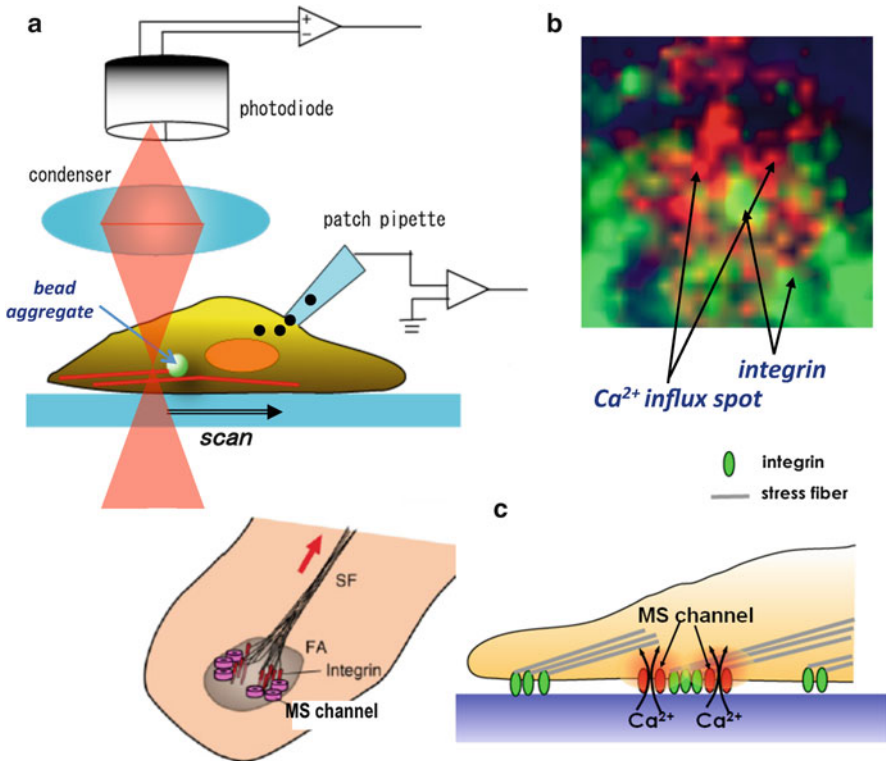 a
+
−
photodiode
condenser
patch pipette
bead
aggregate
scan
b
integrin
Ca²⁺ influx spot
integrin
stress fiber
SF
FA
Integrin
MS channel
c
MS channel
Ca²⁺ Ca²⁺